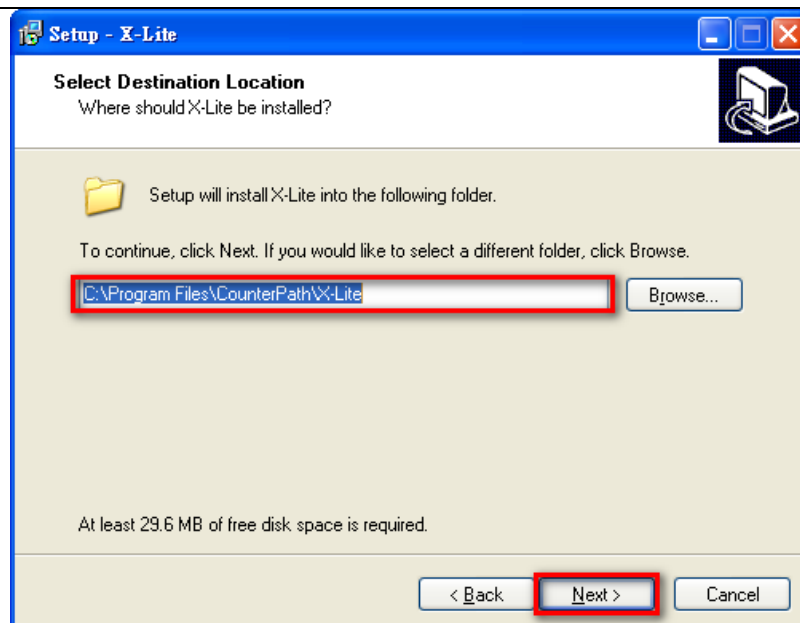 Setup - X-Lite
Select Destination Location
Where should X-Lite be installed?
Setup will install X-Lite into the following folder.
To continue, click Next. If you would like to select a different folder, click Browse.
C:\Program Files\CounterPath\X-Lite
Browse...
At least 29.6 MB of free disk space is required.
< Back
Next >
Cancel